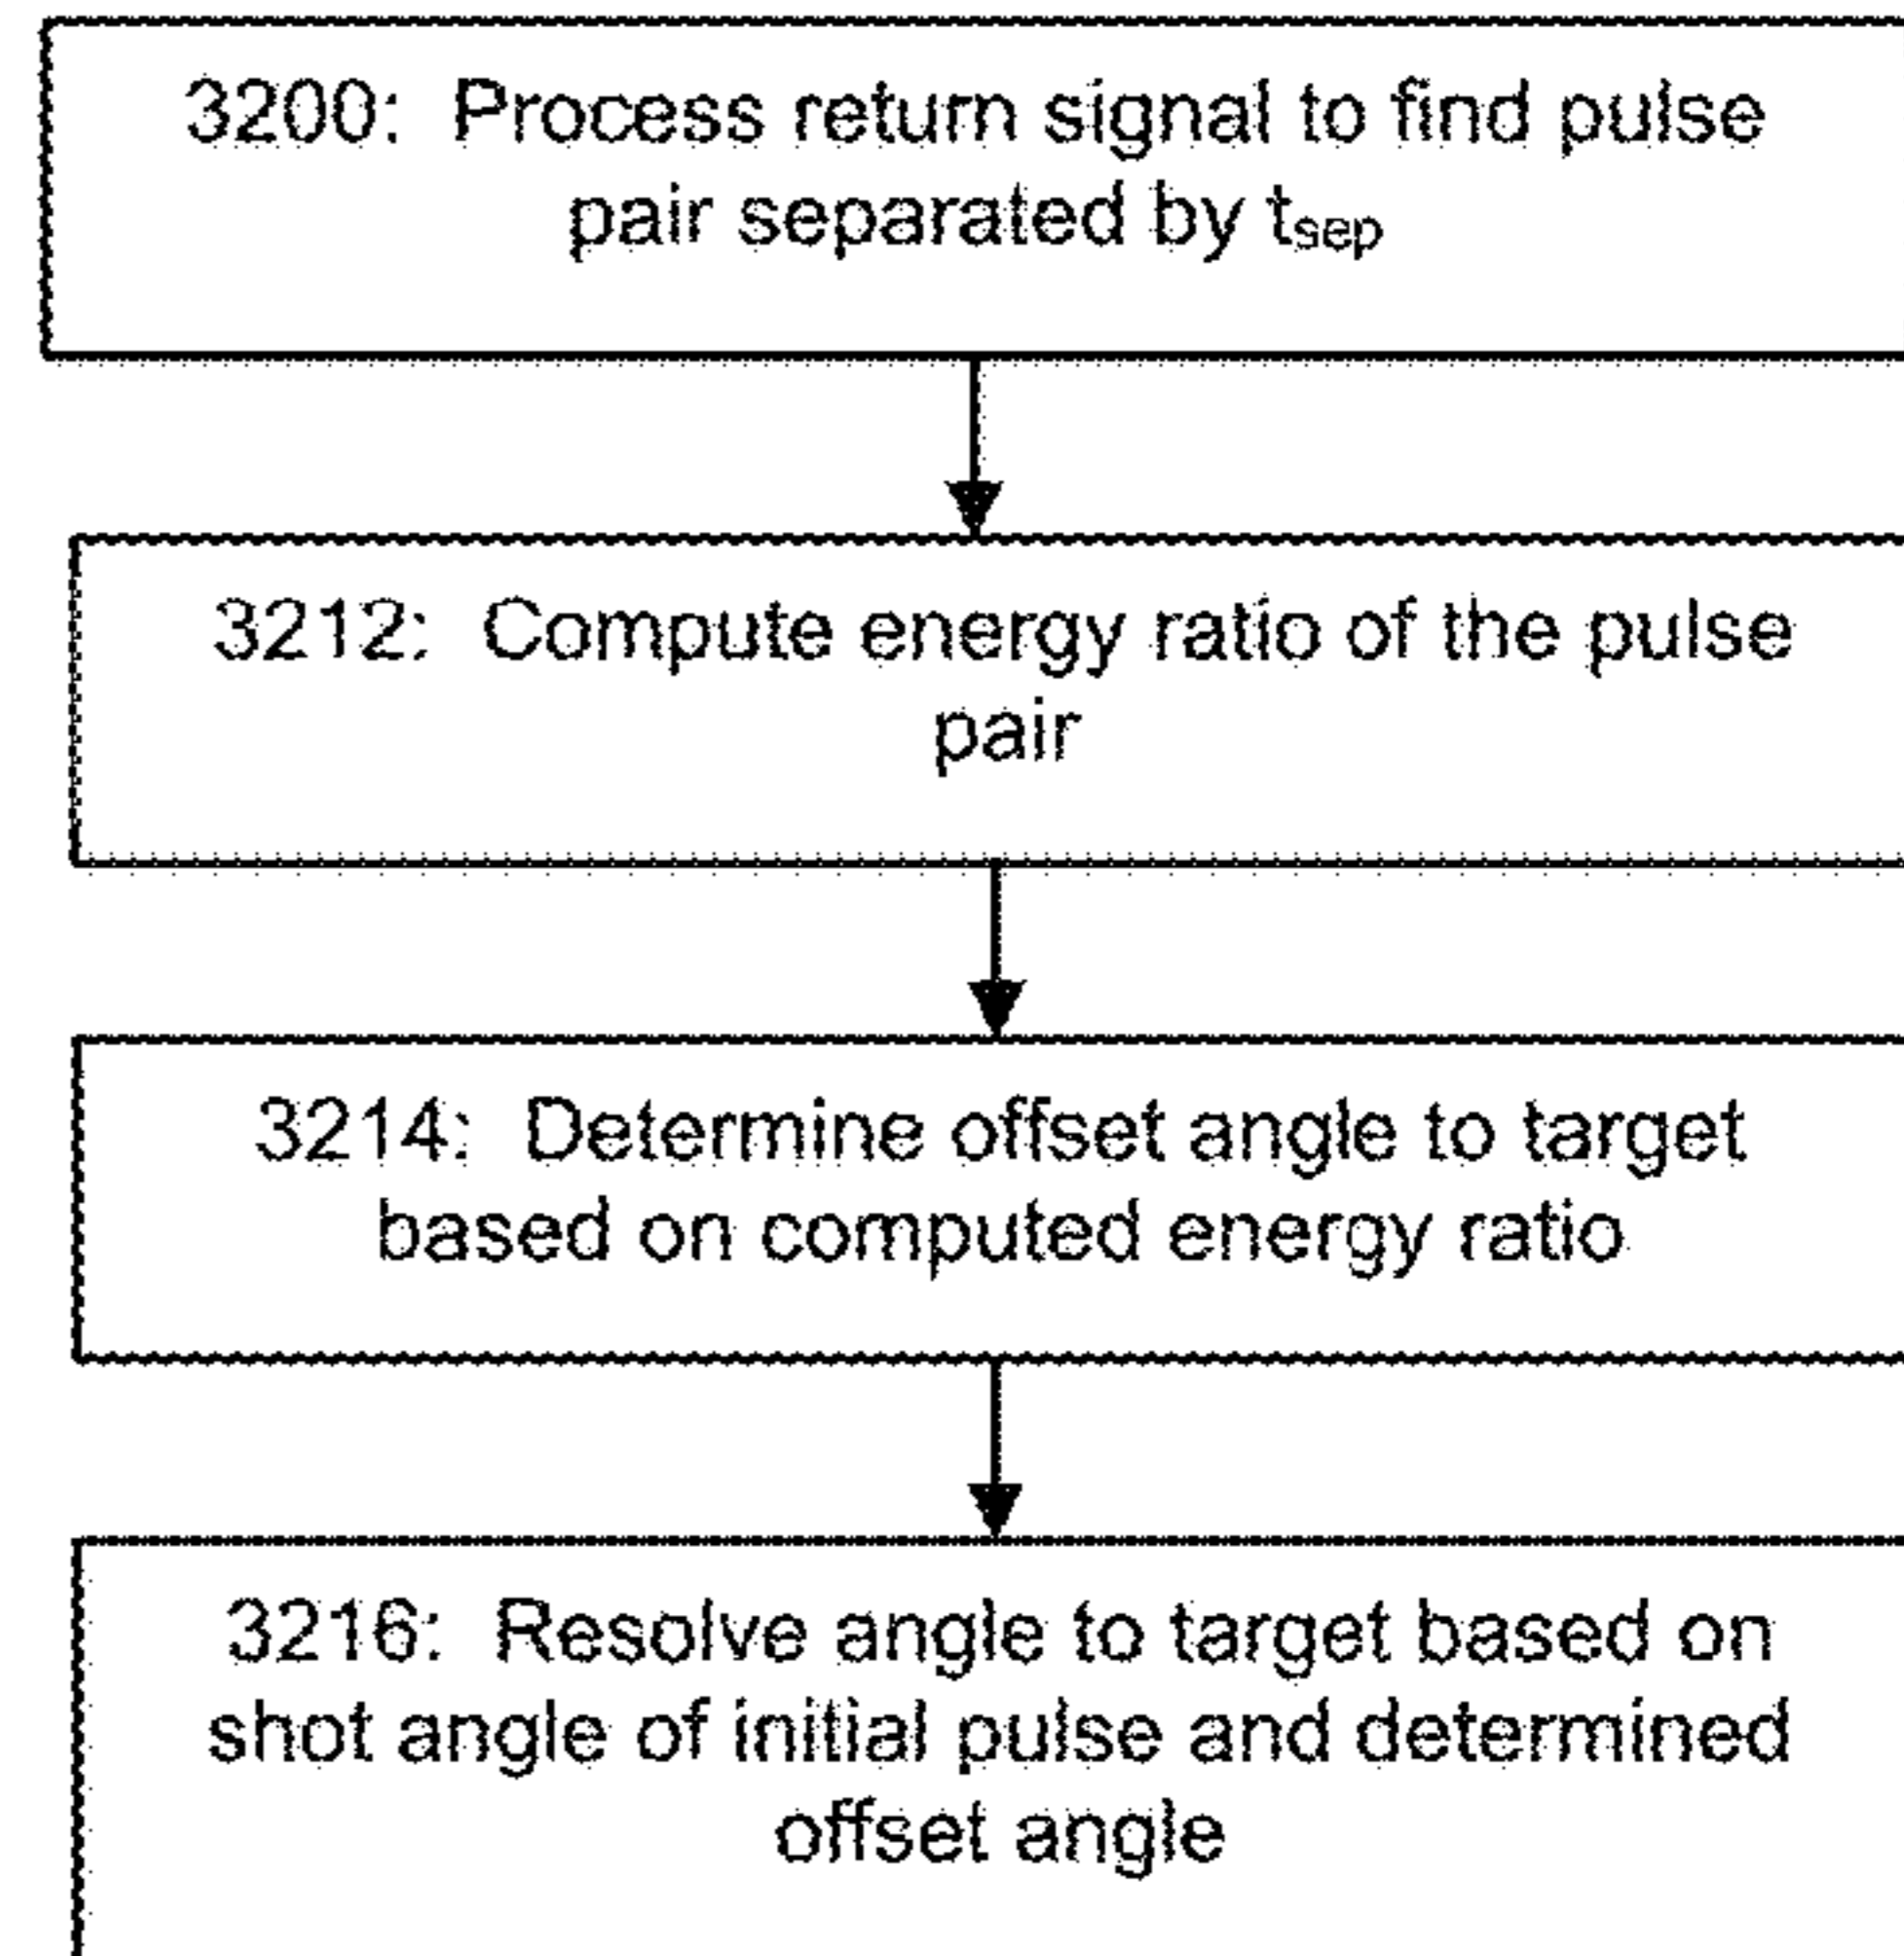 3200: Process return signal to find pulse
pair separated by tsep
3212: Compute energy ratio of the pulse
pair
3214: Determine offset angle to target
based on computed energy ratio
3216: Resolve angle to target based on
shot angle of initial pulse and determined
offset angle